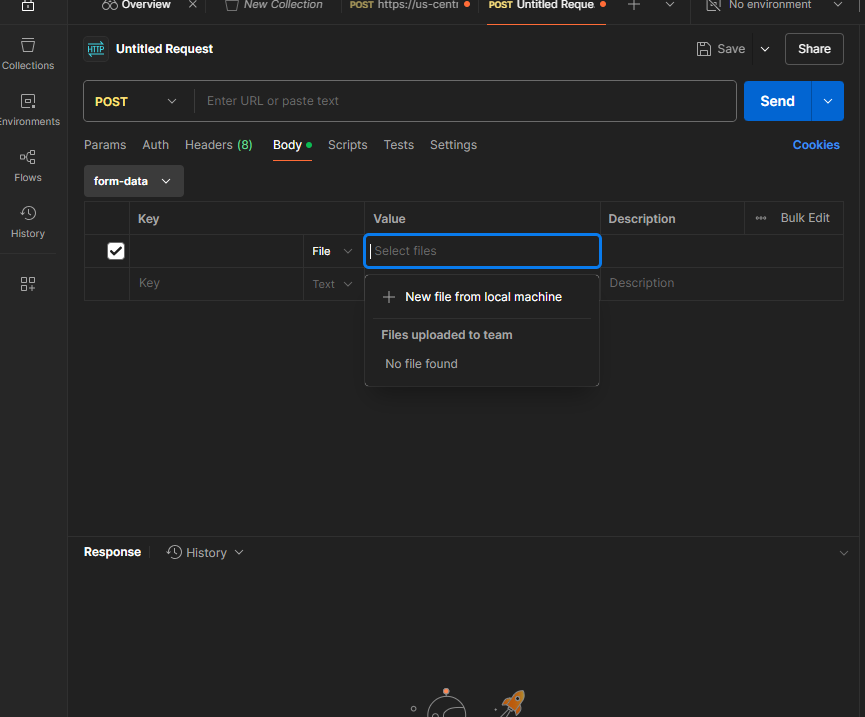 Overview
New Collection
POST https://us-centr
POST Untitled Reque
No environment
HTTP Untitled Request
Save
Share
POST
Enter URL or paste text
Send
Collections
Environments
Flows
History
Params Auth Headers (8) Body Scripts Tests Settings
Cookies
form-data
Key Value Description Bulk Edit
File Select files
Key Text Description
New file from local machine
Files uploaded to team
No file found
Response History